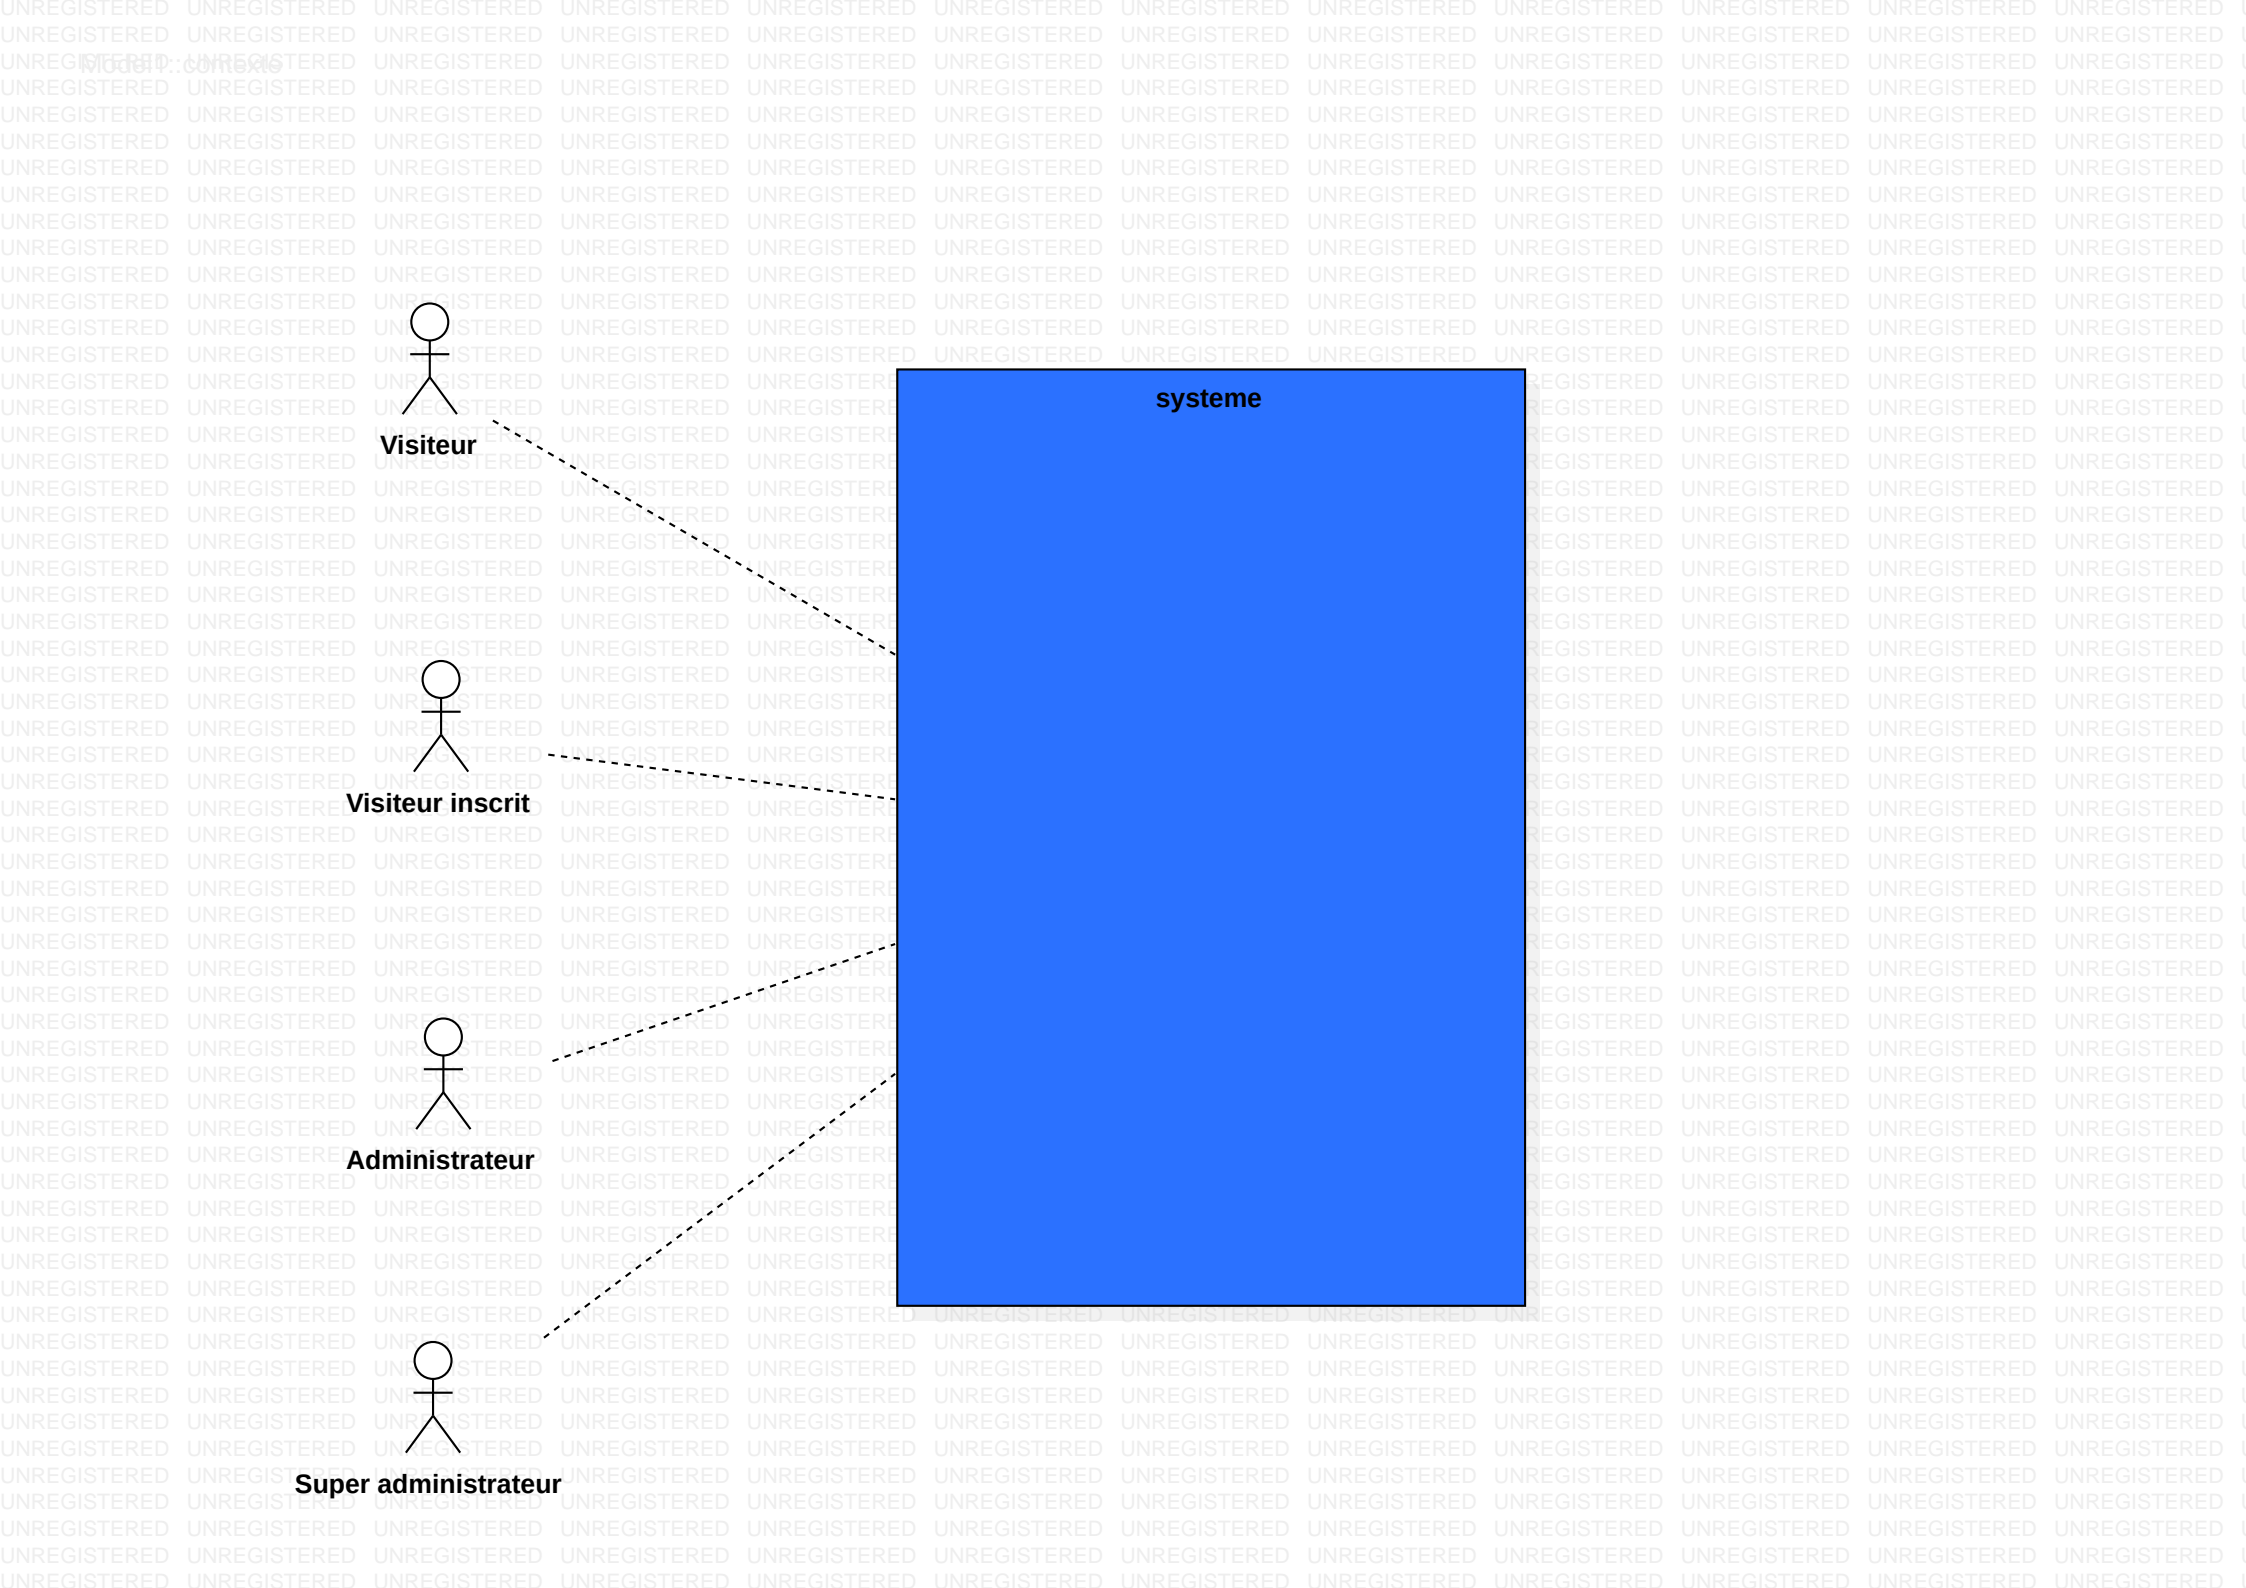 Model1::contexte
Visiteur
systeme
Visiteur inscrit
Administrateur
Super administrateur
UNREGISTERED